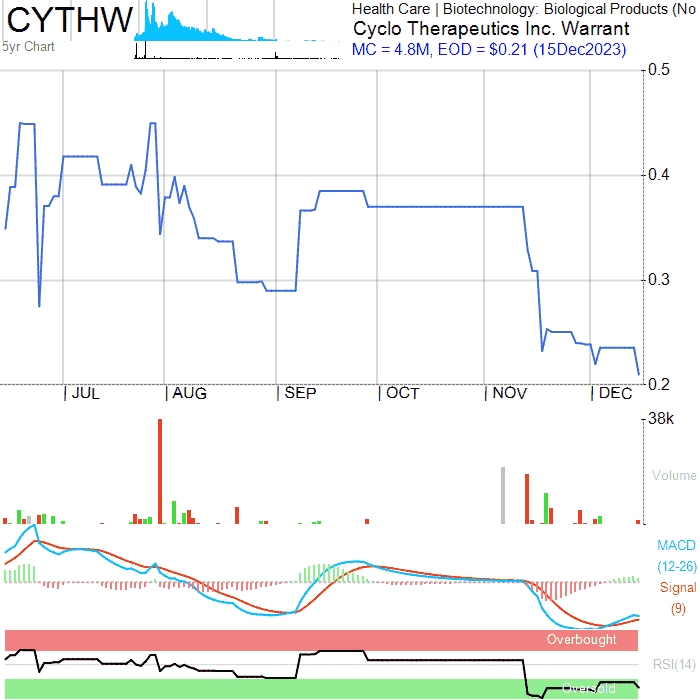 CYTHW
5yr Chart
Health Care | Biotechnology: Biological Products (No
Cyclo Therapeutics Inc. Warrant
MC = 4.8M, EOD = $0.21 (15Dec2023)
0.5
0.4
0.3
0.2
| JUL | AUG | SEP | OCT | NOV | DEC
38k
Volume
MACD
(12-26)
Signal
(9)
Overbought
RSI(14)
Oversold